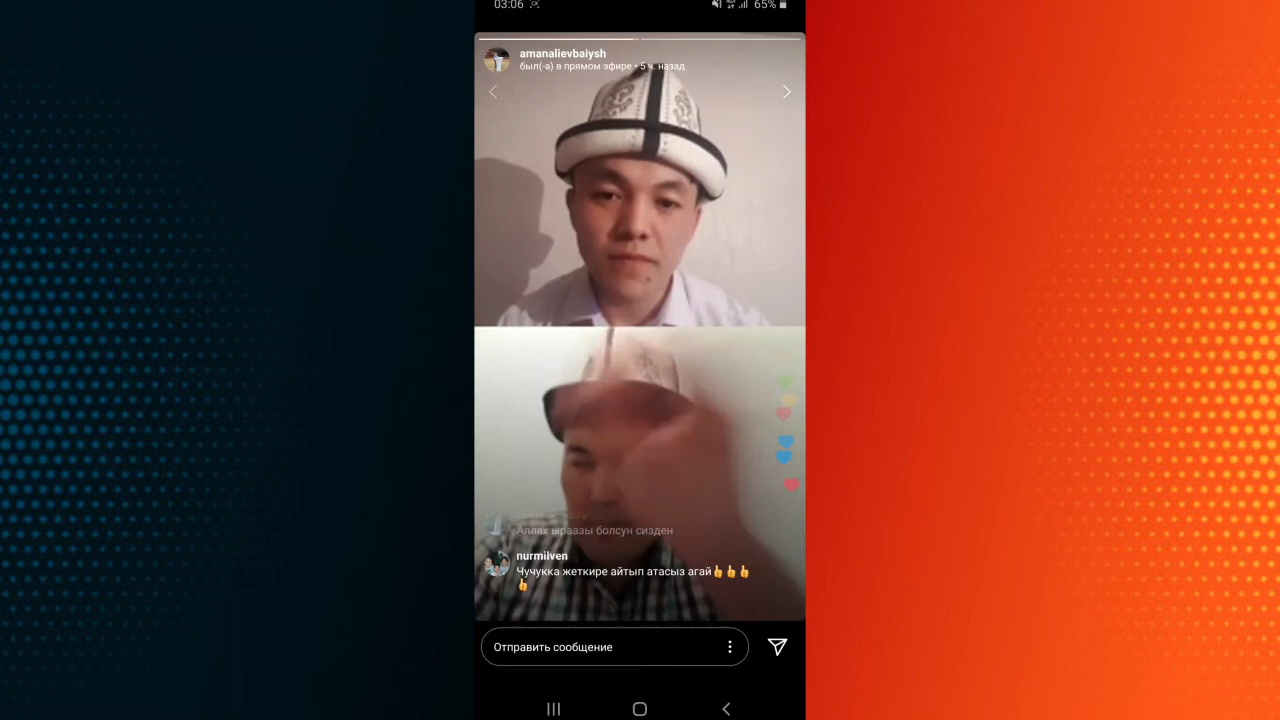 03:06
65%
amanalievbaiysh
был(-а) в прямом эфире • 5 ч. назад
Аллах ыраазы болсун сизден
nurmilven
Чучукка жеткире айтып атасыз агай👍👍👍
👍
Отправить сообщение